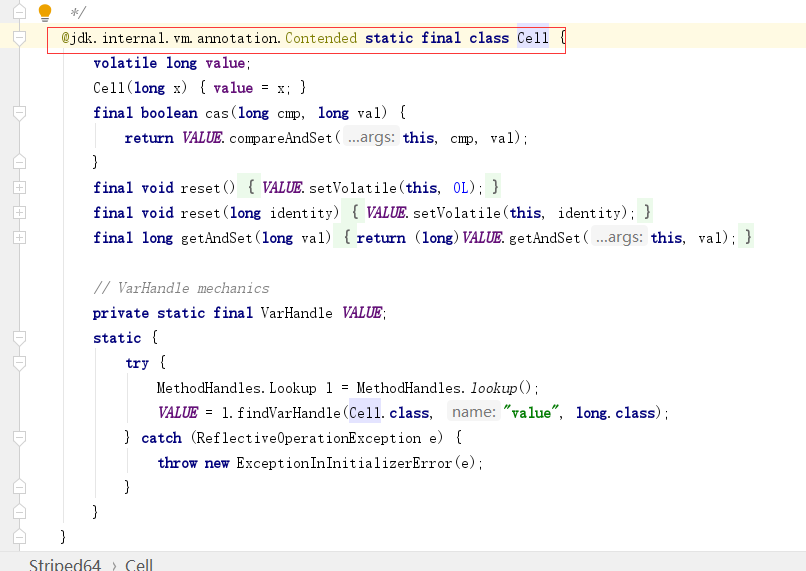 */
@jdk.internal.vm.annotation.Contended static final class Cell {
volatile long value;
Cell(long x) { value = x; }
final boolean cas(long cmp, long val) {
return VALUE.compareAndSet( ...args: this, cmp, val);
}
final void reset() { VALUE.setVolatile(this, 0L); }
final void reset(long identity) { VALUE.setVolatile(this, identity); }
final long getAndSet(long val) { return (long)VALUE.getAndSet( ...args: this, val); }
// VarHandle mechanics
private static final VarHandle VALUE;
static {
try {
MethodHandles.Lookup l = MethodHandles.lookup();
VALUE = l.findVarHandle(Cell.class, name: "value", long.class);
} catch (ReflectiveOperationException e) {
throw new ExceptionInInitializerError(e);
}
}
}
Striped64 › Cell